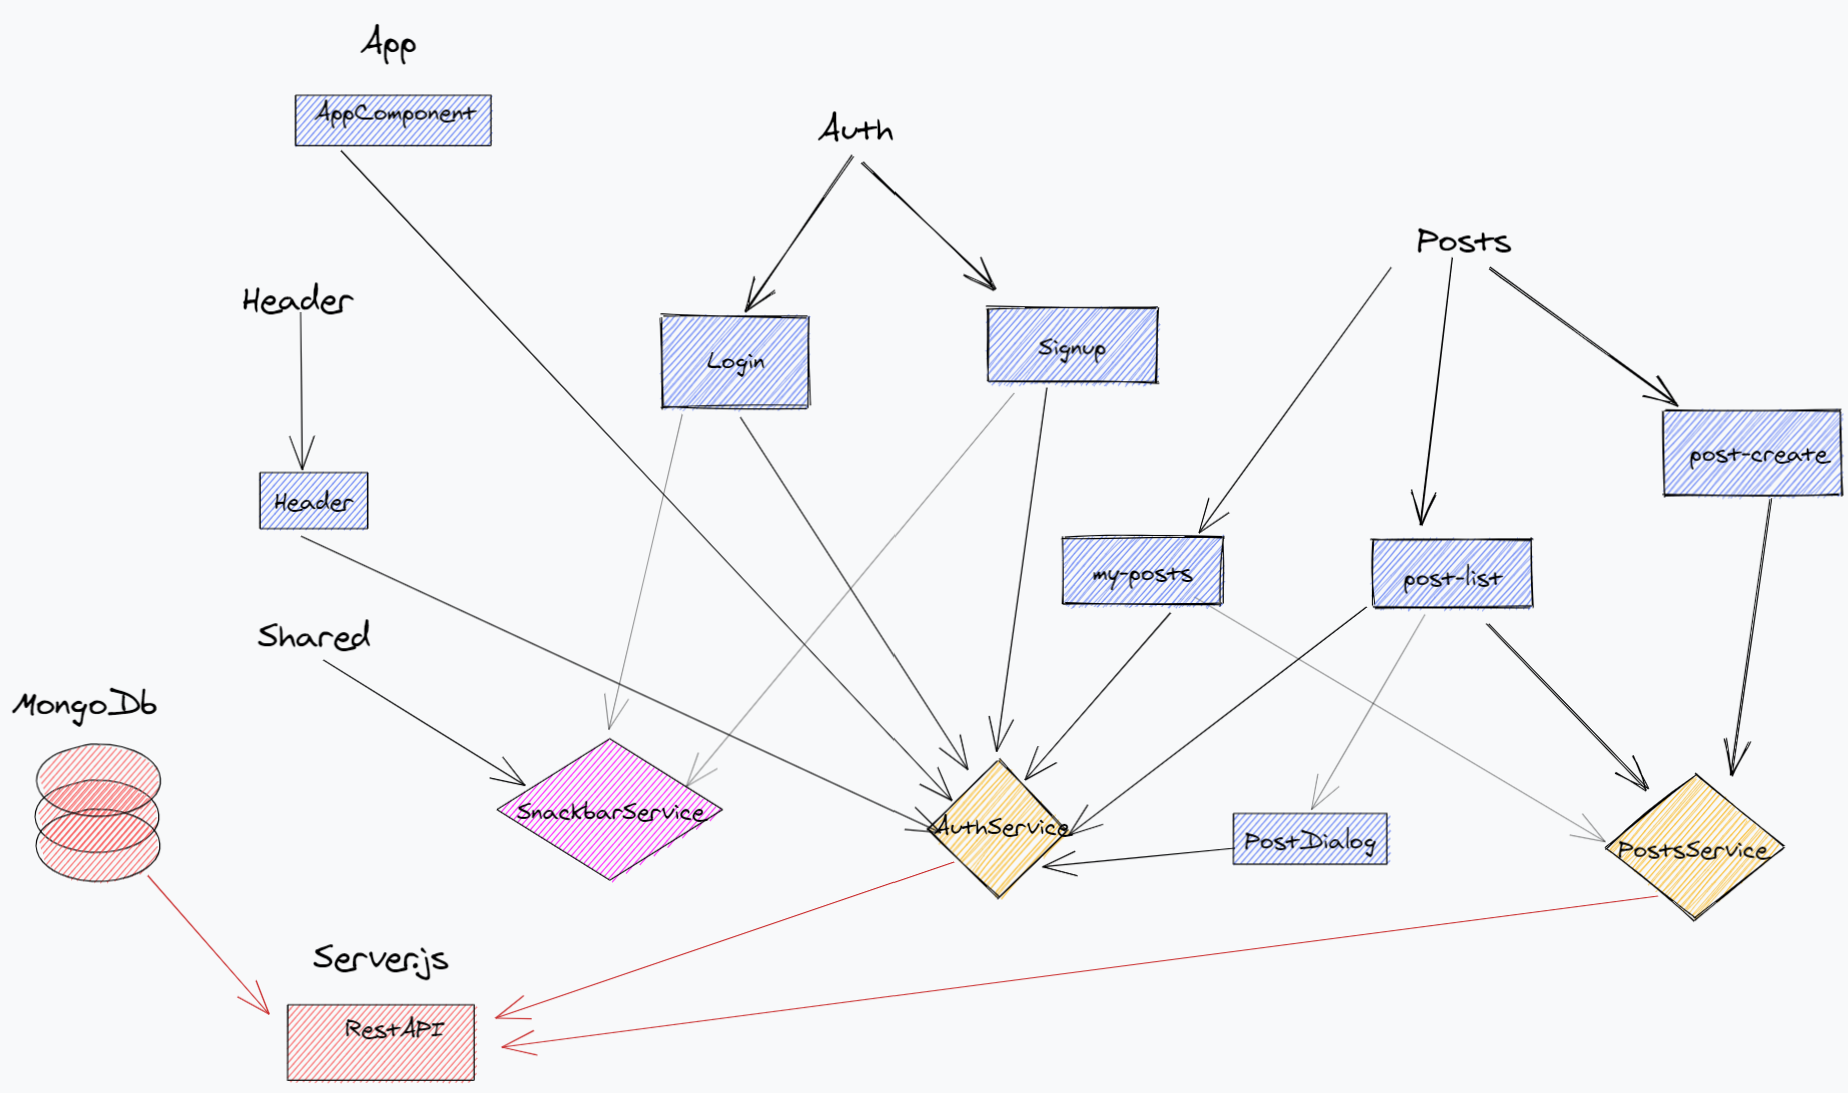 App
AppComponent
Auth
Posts
Header
Login
Signup
post-create
Header
my-posts
post-list
Shared
MongoDb
SnackbarService
AuthService
PostDialog
PostsService
Server.js
RestAPI